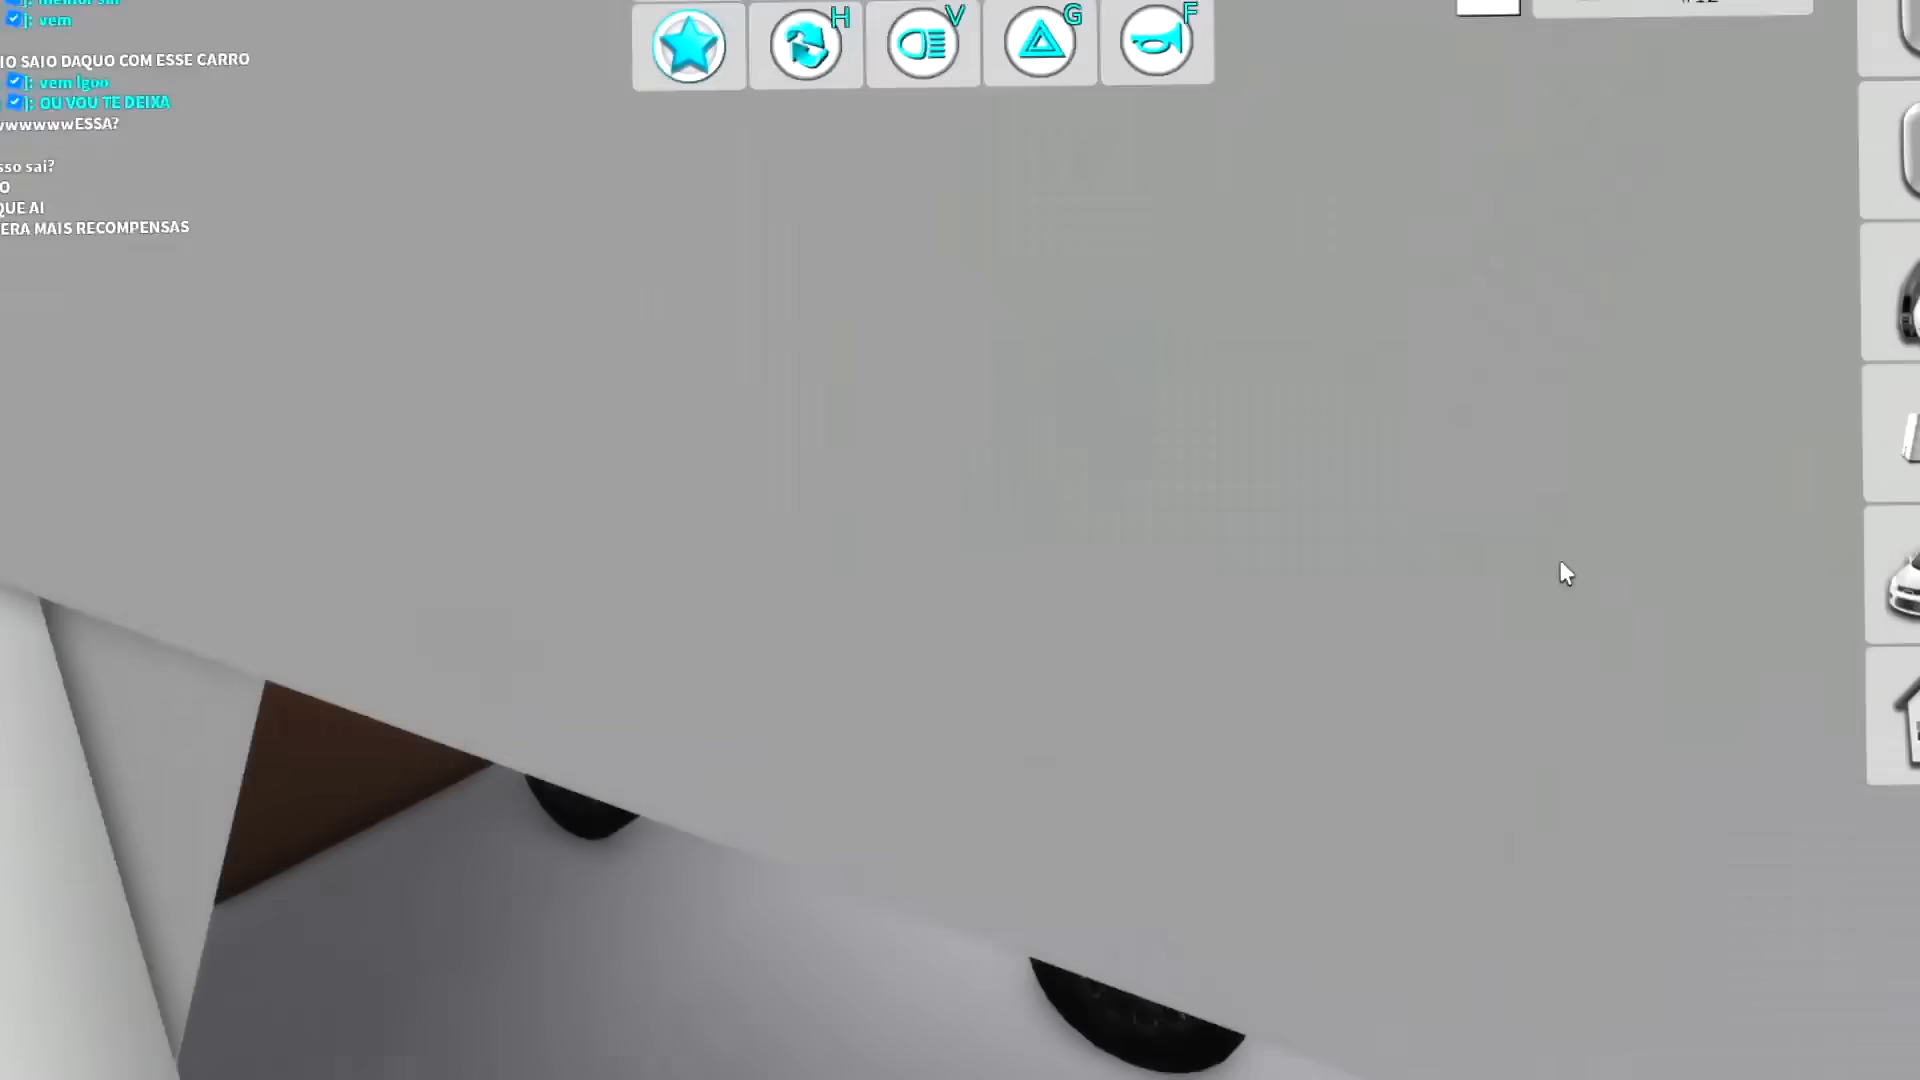 ]: vem
IO SAIO DAQUO COM ESSE CARRO
]: vem lgoo
]: OU VOU TE DEIXA
wwwwwwESSA?
sso sai?
O
QUE AI
ERA MAIS RECOMPENSAS
H V G F